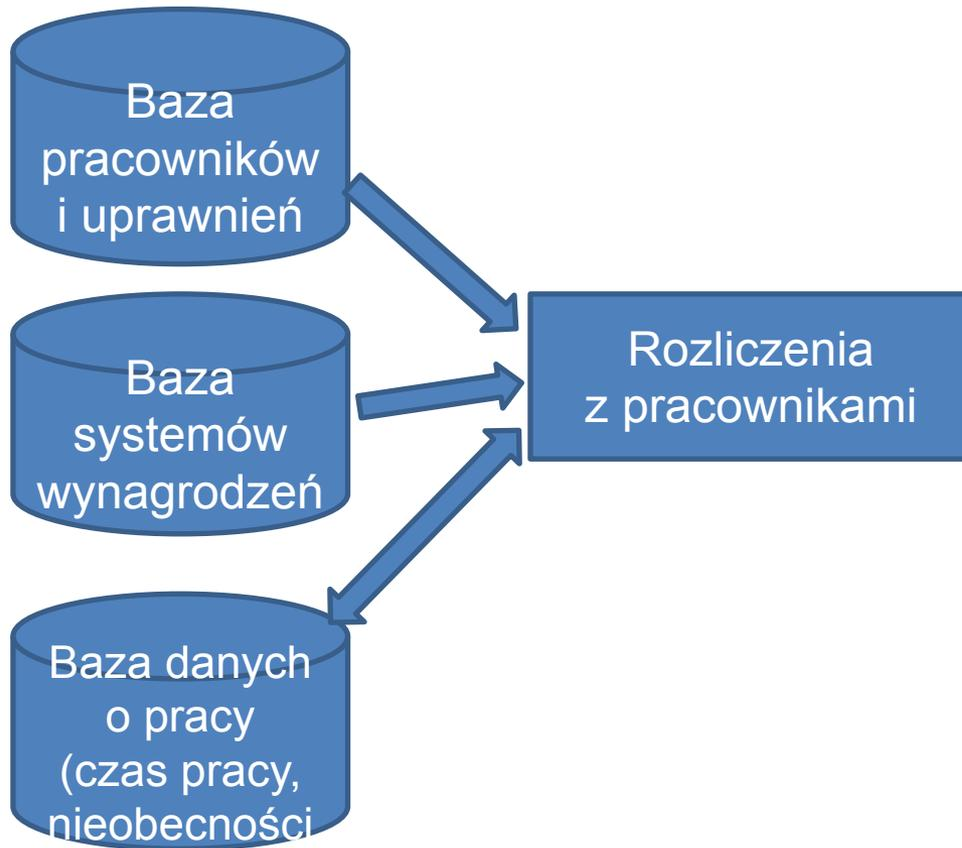 Baza
pracowników
i uprawnień
Baza
systemów
wynagrodzeń
Baza danych
o pracy
(czas pracy,
nieobecności
Rozliczenia
z pracownikami